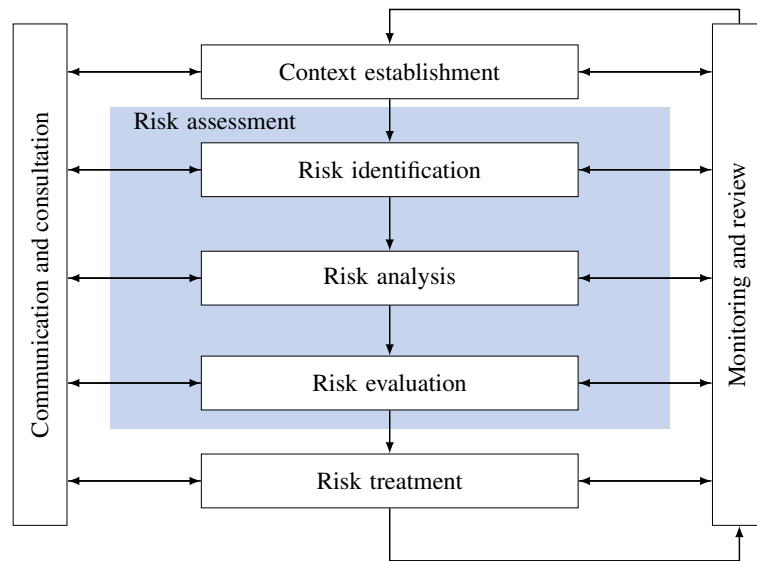 Context establishment
Risk assessment
Risk identification
Risk analysis
Risk evaluation
Risk treatment
Communication and consultation
Monitoring and review